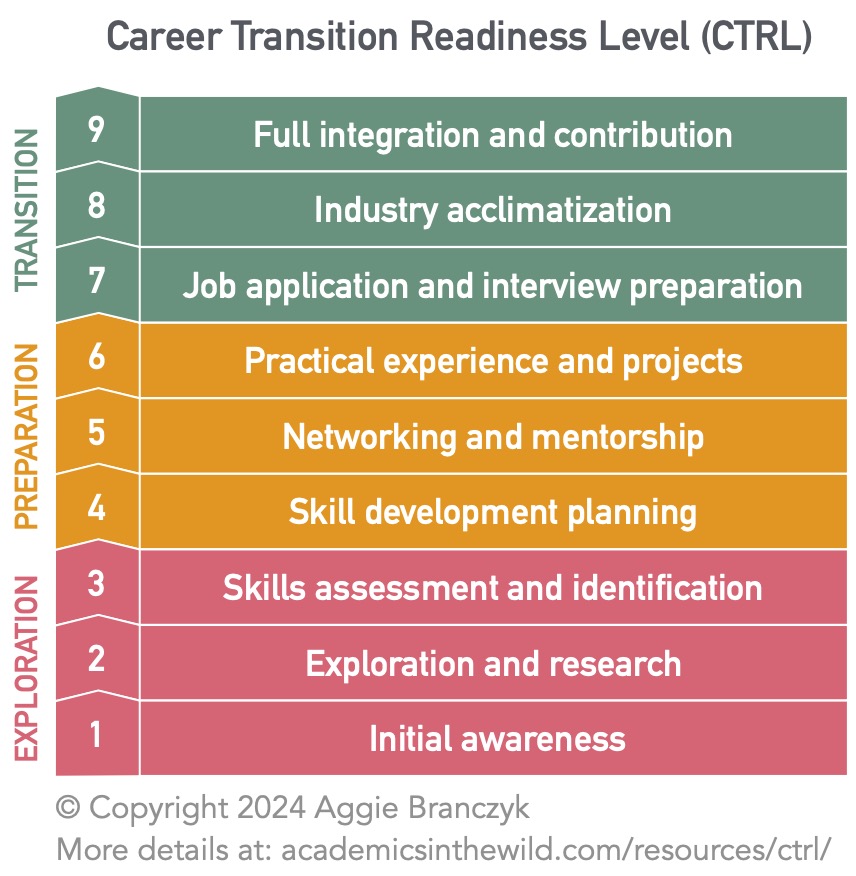 Career Transition Readiness Level (CTRL)
TRANSITION
9 Full integration and contribution
8 Industry acclimatization
7 Job application and interview preparation
PREPARATION
6 Practical experience and projects
5 Networking and mentorship
4 Skill development planning
EXPLORATION
3 Skills assessment and identification
2 Exploration and research
1 Initial awareness
© Copyright 2024 Aggie Branczyk
More details at: academicsinthewild.com/resources/ctrl/